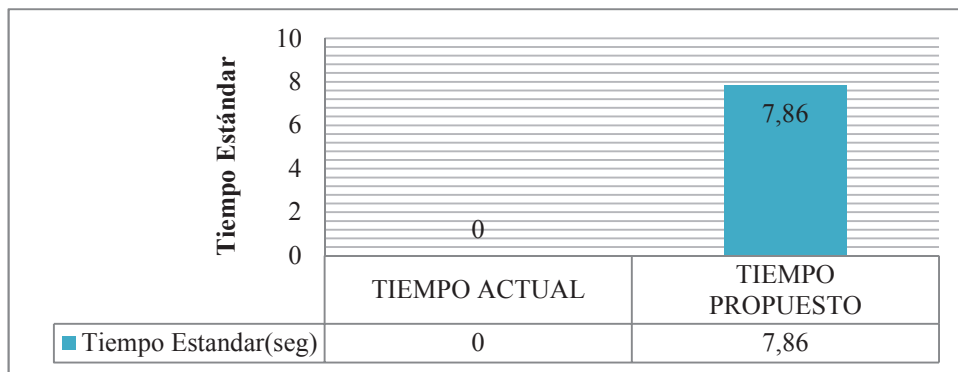 10
8
6
4
2
0
Tiempo Estándar
0
7,86
TIEMPO ACTUAL
TIEMPO
PROPUESTO
Tiempo Estandar(seg)
0
7,86